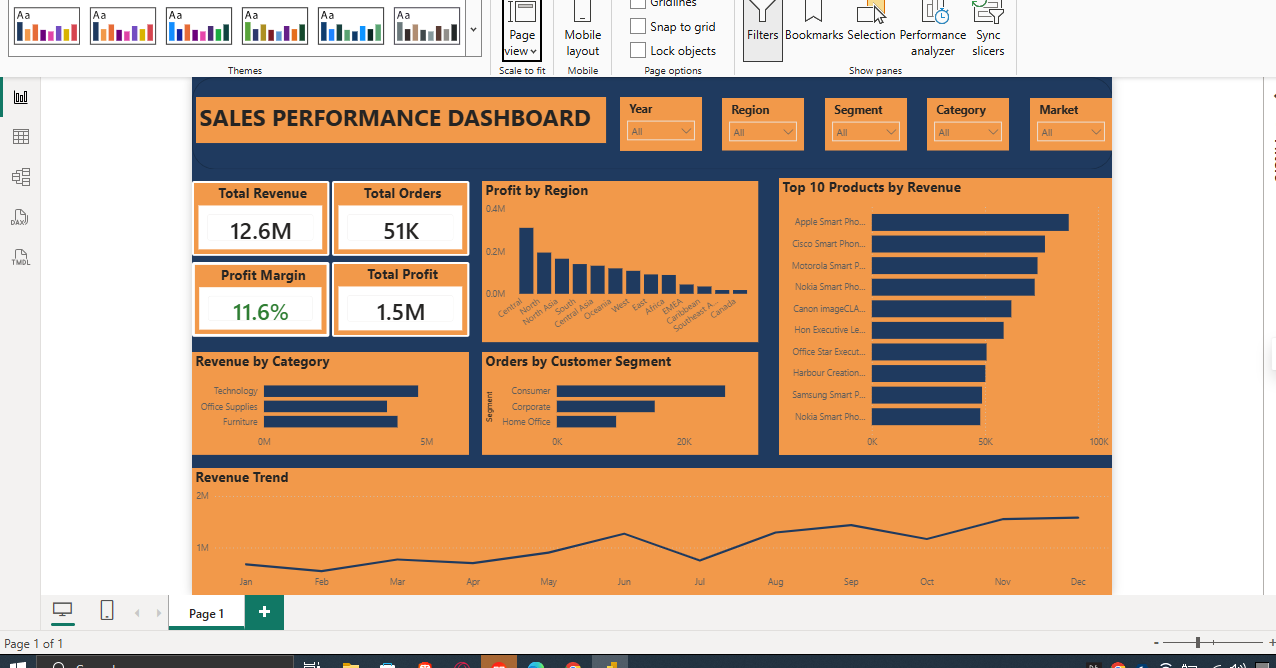 Aa Aa Aa Aa Aa Aa
Themes
Page
view
Scale to fit
Mobile
layout
Mobile
Gridlines
Snap to grid
Lock objects
Page options
Filters
Bookmarks
Selection
Performance
analyzer
Sync
slicers
Show panes
DAX
TMDL
SALES PERFORMANCE DASHBOARD
Year
All
Region
All
Segment
All
Category
All
Market
All
Total Revenue
12.6M
Total Orders
51K
Profit Margin
11.6%
Total Profit
1.5M
Profit by Region
0.4M
0.2M
0.0M
Central
North
North Asia
South
Central Asia
Oceania
West
East
Africa
EMEA
Caribbean
Southeast A...
Canada
Top 10 Products by Revenue
Apple Smart Pho...
Cisco Smart Phon...
Motorola Smart P...
Nokia Smart Pho...
Canon imageCLA...
Hon Executive Le...
Office Star Execut...
Harbour Creation...
Samsung Smart P...
Nokia Smart Pho...
0K 50K 100K
Revenue by Category
Technology
Office Supplies
Furniture
0M 5M
Orders by Customer Segment
Segment
Consumer
Corporate
Home Office
0K 20K
Revenue Trend
2M
1M
Jan Feb Mar Apr May Jun Jul Aug Sep Oct Nov Dec
Page 1
Page 1 of 1